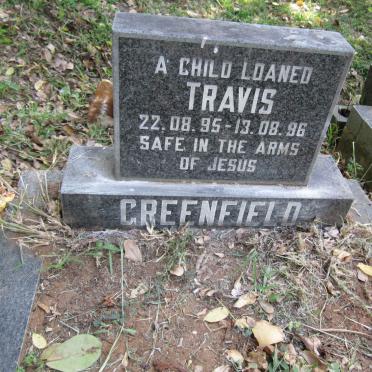 A CHILD LOANED
TRAVIS
22.08.95-13.08.96
SAFE IN THE ARMS
OF JESUS
GREENFIELD